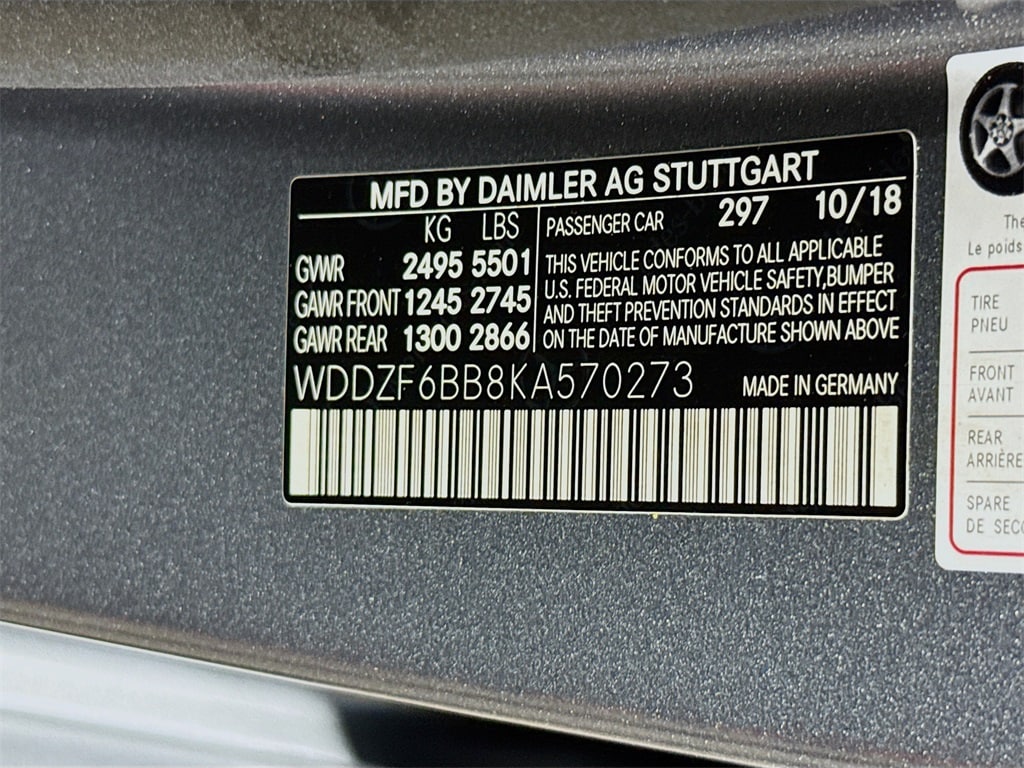 MFD BY DAIMLER AG STUTTGART
KG LBS
GVWR 2495 5501
GAWR FRONT 1245 2745
GAWR REAR 1300 2866
PASSENGER CAR 297 10/18
THIS VEHICLE CONFORMS TO ALL APPLICABLE
U.S. FEDERAL MOTOR VEHICLE SAFETY,BUMPER
AND THEFT PREVENTION STANDARDS IN EFFECT
ON THE DATE OF MANUFACTURE SHOWN ABOVE
WDDZF6BB8KA570273 MADE IN GERMANY
The
Le poids
TIRE
PNEU
FRONT
AVANT
REAR
ARRIÈRE
SPARE
DE SECO